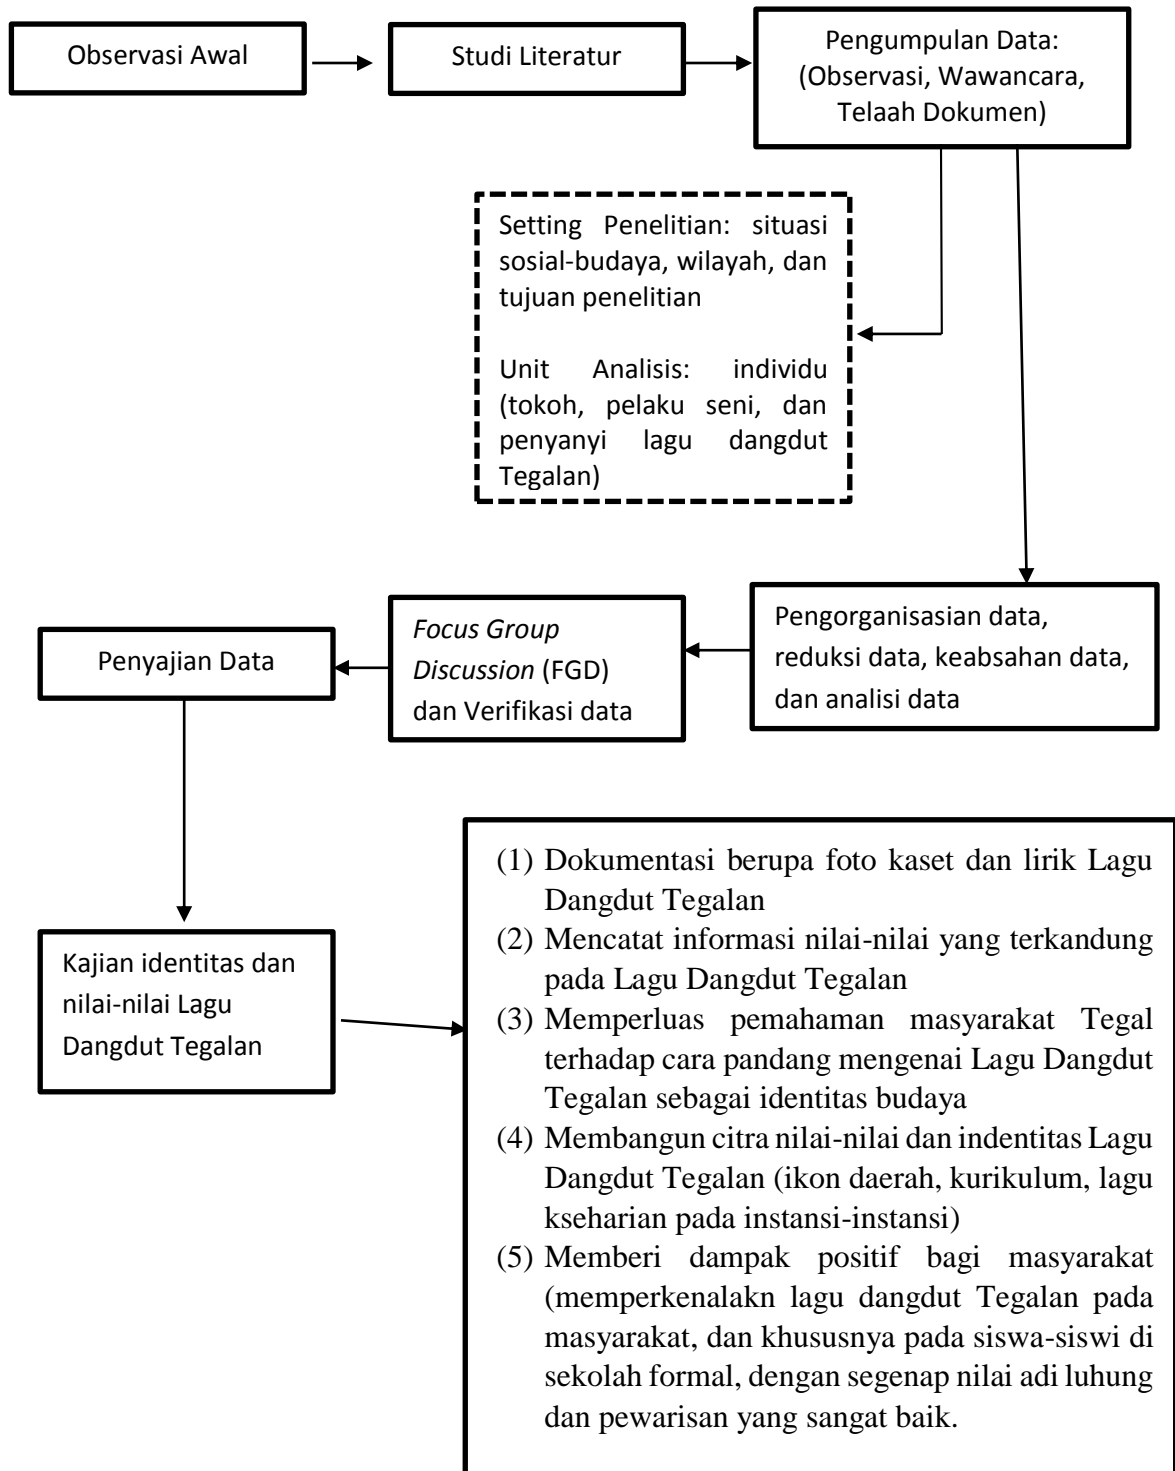 Observasi Awal
Studi Literatur
Pengumpulan Data:
(Observasi, Wawancara,
Telaah Dokumen)
Setting Penelitian: situasi
sosial-budaya, wilayah, dan
tujuan penelitian
Unit Analisis: individu
(tokoh, pelaku seni, dan
penyanyi lagu dangdut
Tegalan)
Pengorganisasian data,
reduksi data, keabsahan data,
dan analisi data
Focus Group
Discussion (FGD)
dan Verifikasi data
Penyajian Data
Kajian identitas dan
nilai-nilai Lagu
Dangdut Tegalan
(1) Dokumentasi berupa foto kaset dan lirik Lagu
Dangdut Tegalan
(2) Mencatat informasi nilai-nilai yang terkandung
pada Lagu Dangdut Tegalan
(3) Memperluas pemahaman masyarakat Tegal
terhadap cara pandang mengenai Lagu Dangdut
Tegalan sebagai identitas budaya
(4) Membangun citra nilai-nilai dan indentitas Lagu
Dangdut Tegalan (ikon daerah, kurikulum, lagu
kseharian pada instansi-instansi)
(5) Memberi dampak positif bagi masyarakat
(memperkenalakn lagu dangdut Tegalan pada
masyarakat, dan khususnya pada siswa-siswi di
sekolah formal, dengan segenap nilai adi luhung
dan pewarisan yang sangat baik.